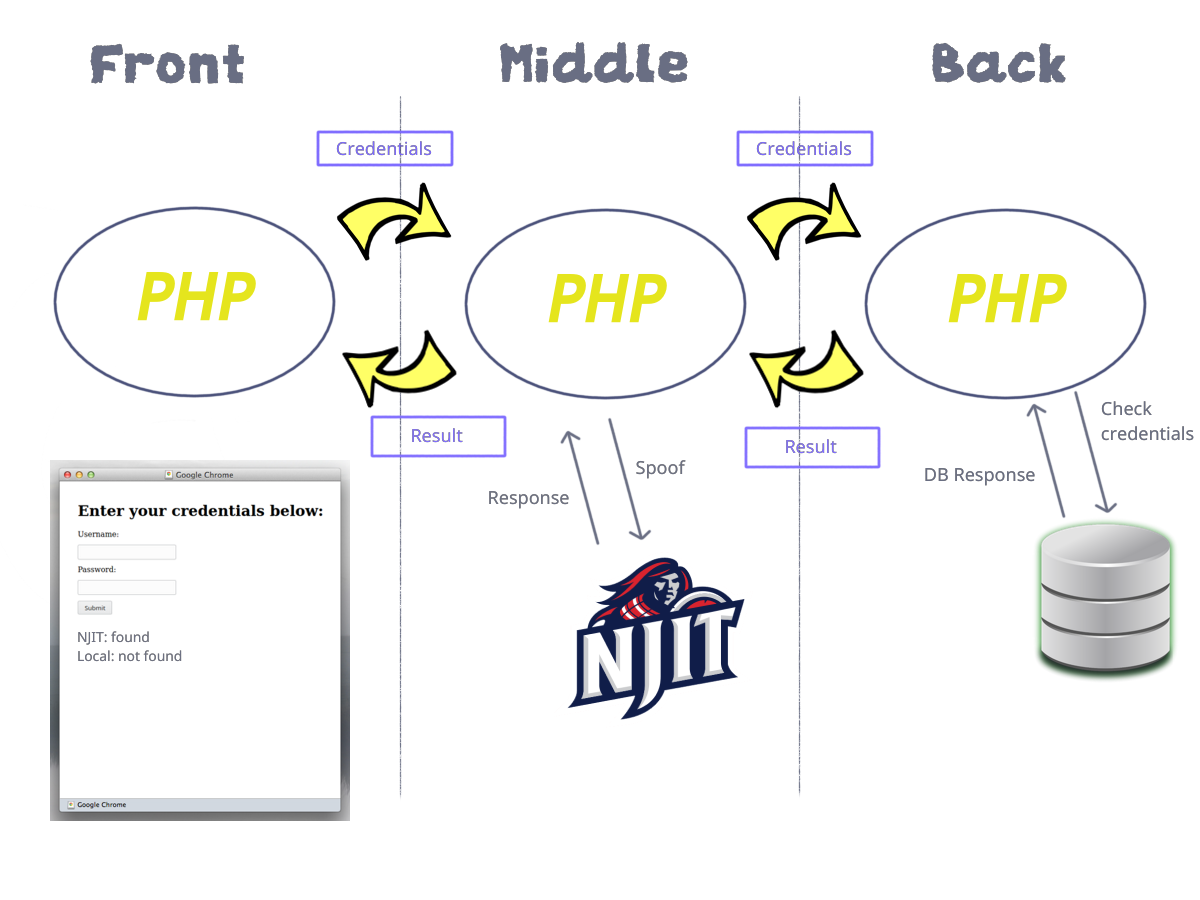 Front
Middle
Back
Credentials
Credentials
PHP
PHP
PHP
Result
Result
Check
credentials
Spoof
Response
DB Response
Google Chrome
Enter your credentials below:
Username:
Password:
Submit
NJIT: found
Local: not found
Google Chrome
NJIT